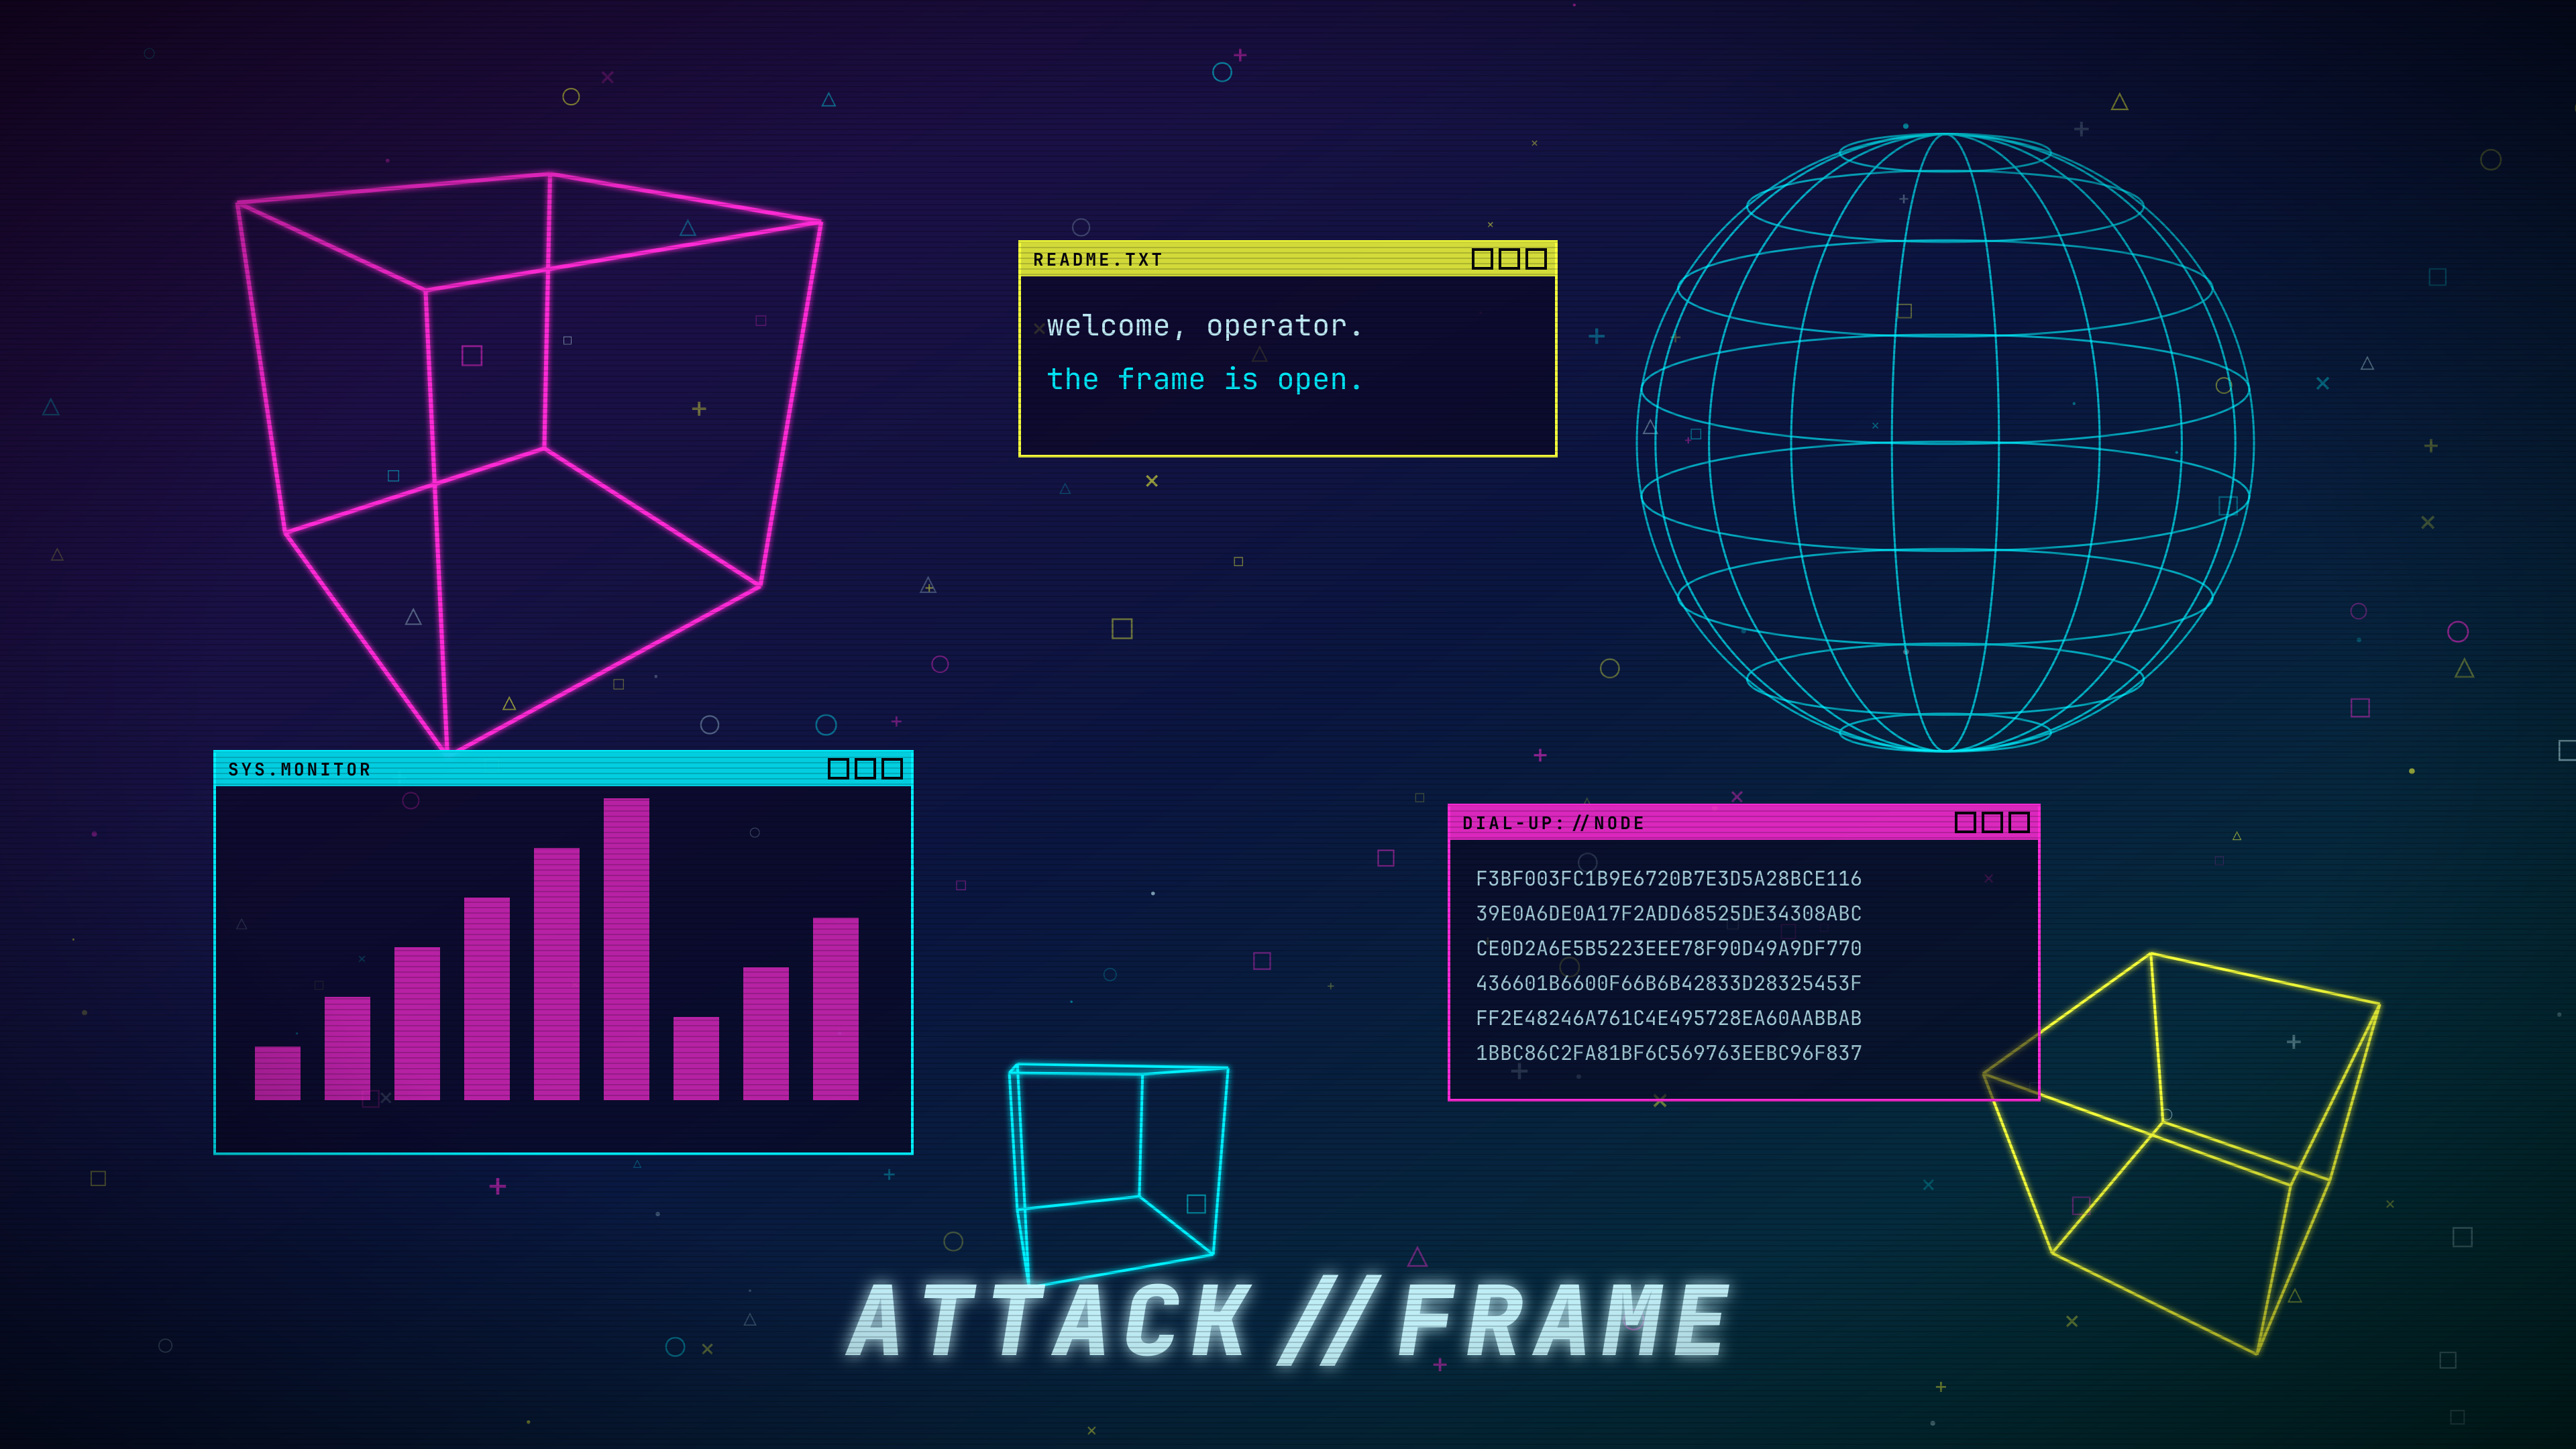 README.TXT
welcome, operator.
the frame is open.
SYS.MONITOR
DIAL-UP://NODE
F3BF003FC1B9E6720B7E3D5A28BCE116
39E0A6DE0A17F2ADD68525DE34308ABC
CE0D2A6E5B5223EEE78F90D49A9DF770
436601B6600F66B6B42833D28325453F
FF2E48246A761C4E495728EA60AABBAB
1BBC86C2FA81BF6C569763EEBC96F837
ATTACK//FRAME